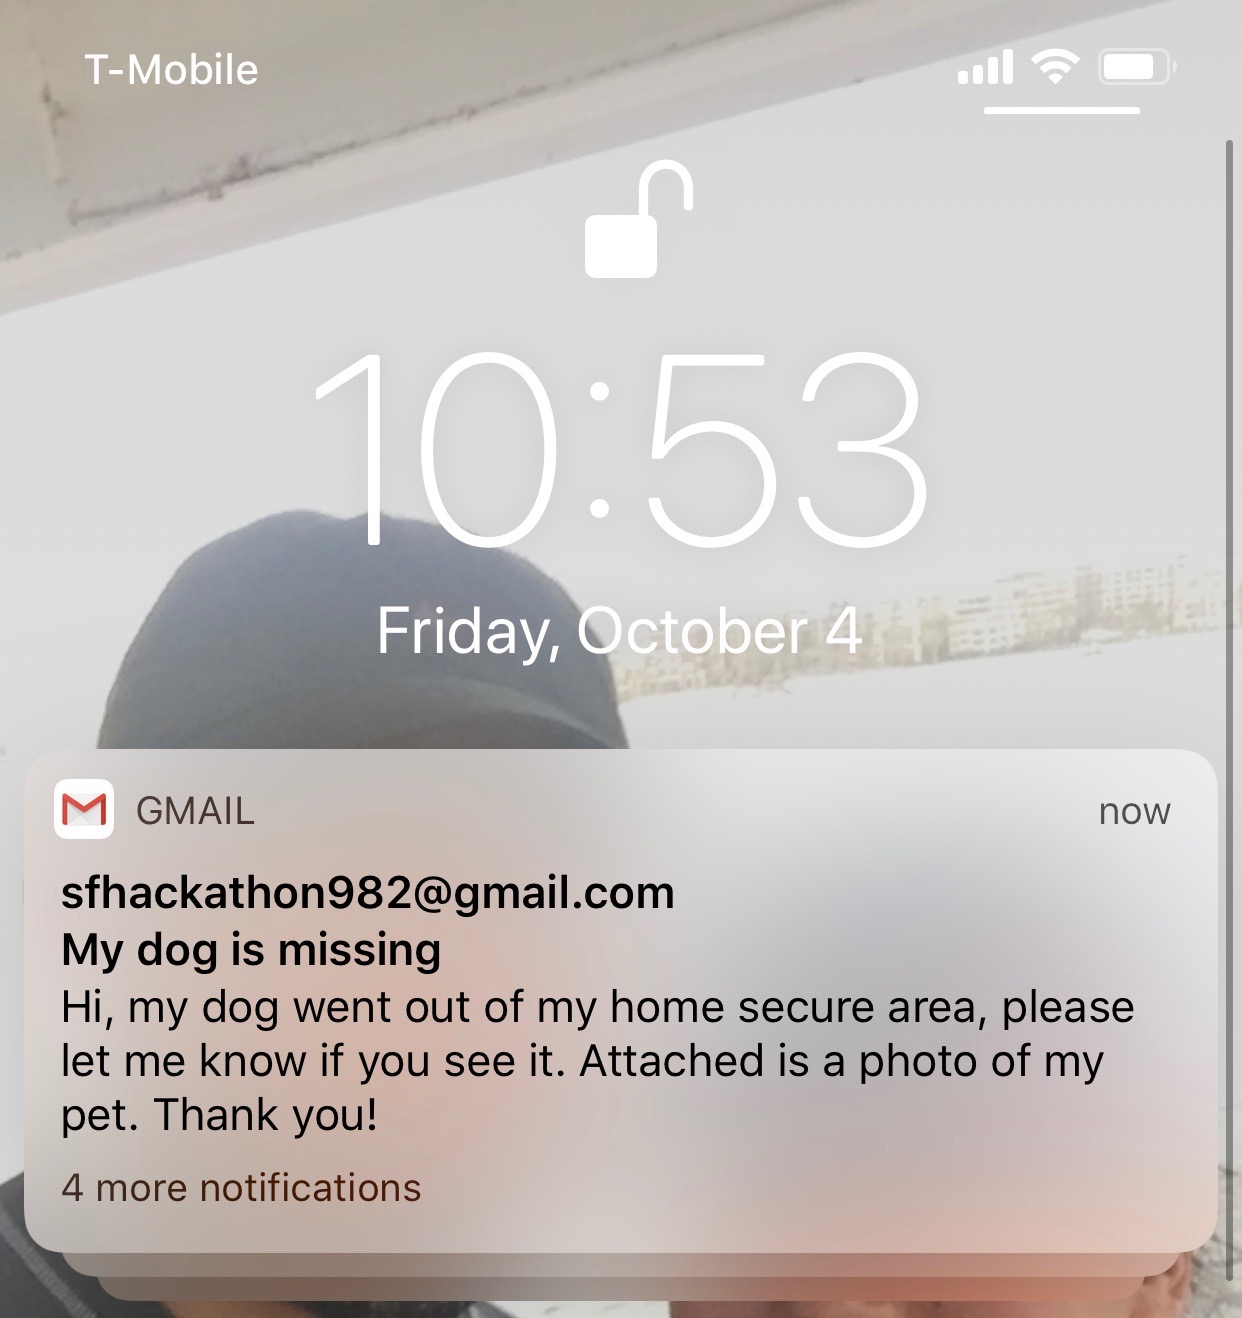 T-Mobile
10:53
Friday, October 4
GMAIL now
sfhackathon982@gmail.com
My dog is missing
Hi, my dog went out of my home secure area, please
let me know if you see it. Attached is a photo of my
pet. Thank you!
4 more notifications